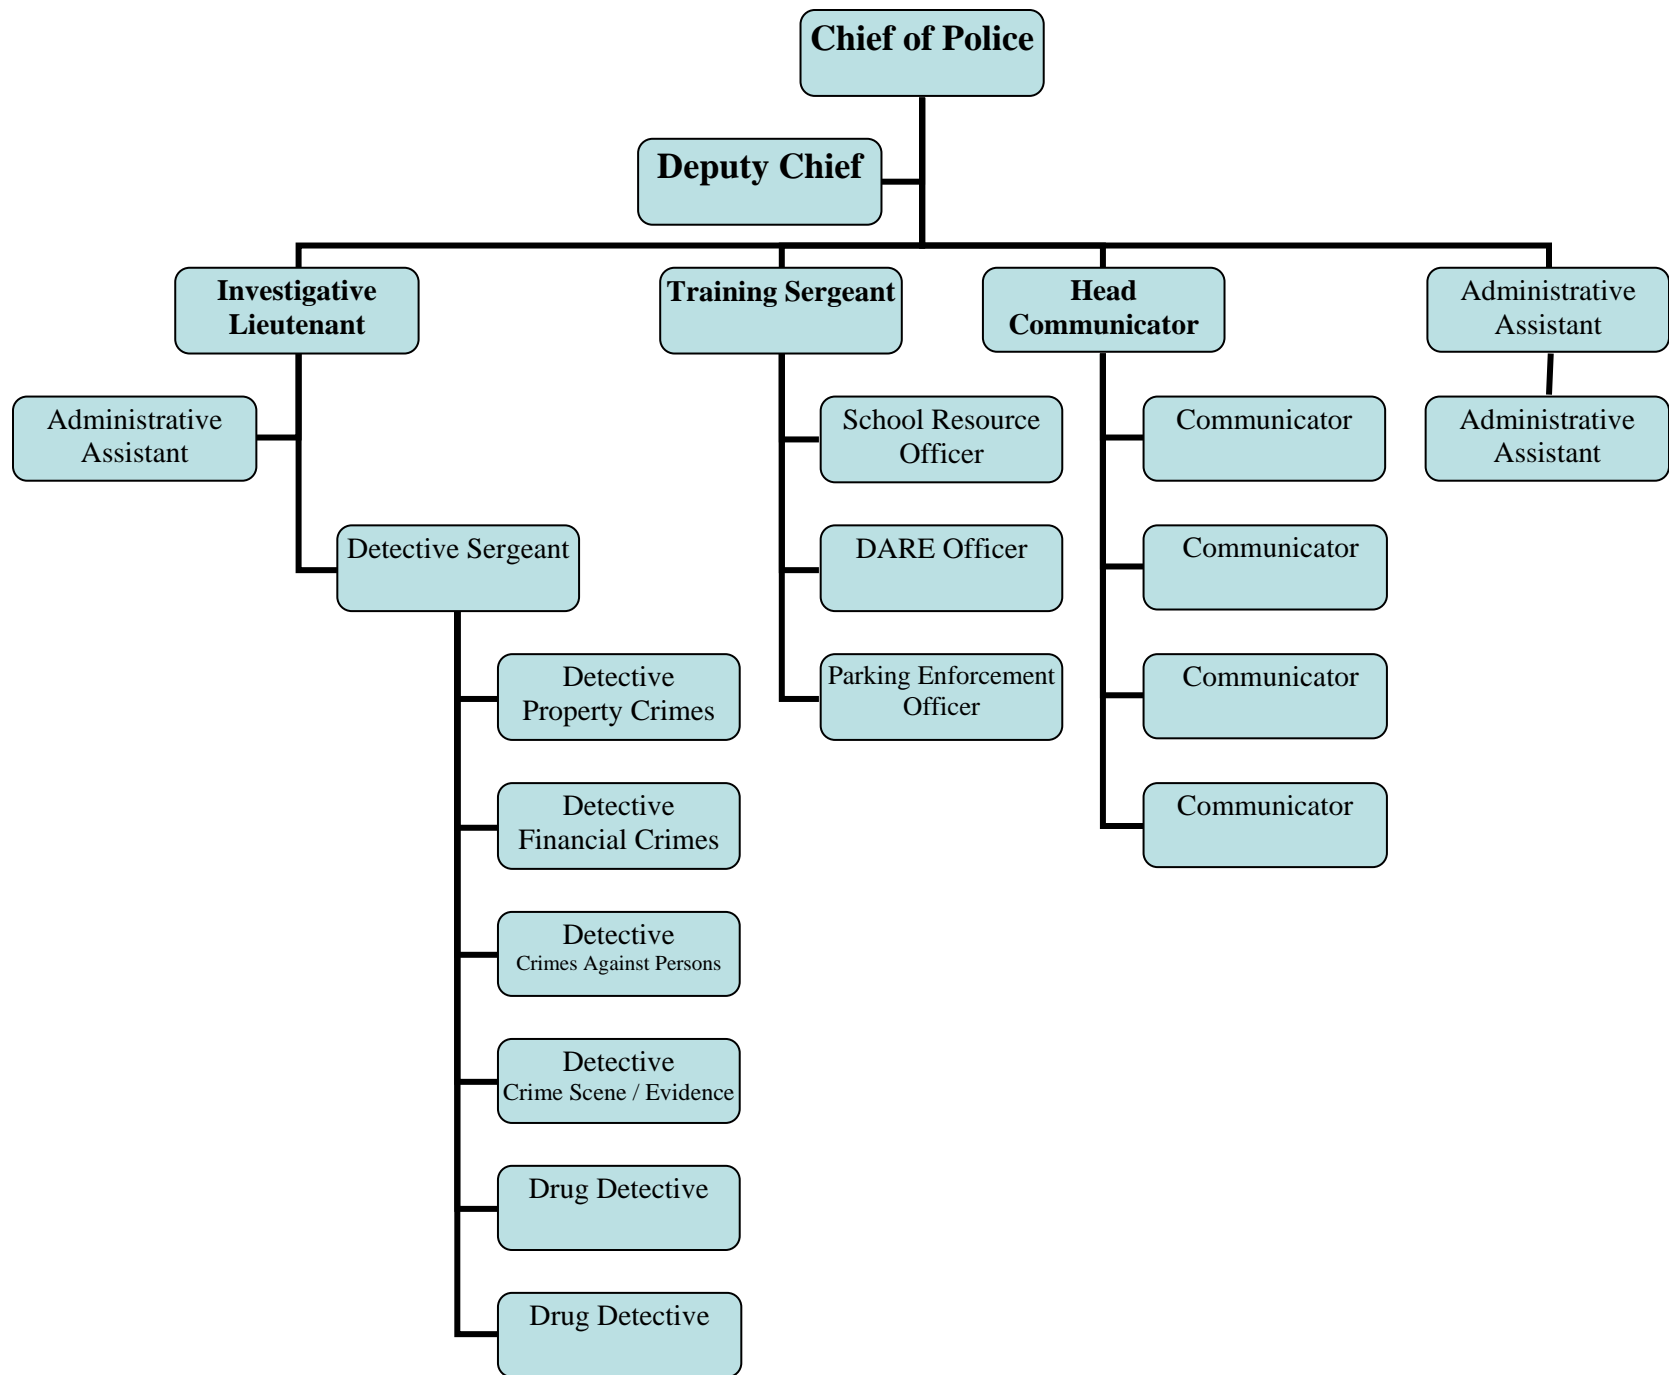 Chief of Police
Deputy Chief
Investigative
Lieutenant
Training Sergeant
Head
Communicator
Administrative
Assistant
Administrative
Assistant
School Resource
Officer
Communicator
Administrative
Assistant
Detective Sergeant
DARE Officer
Communicator
Detective
Property Crimes
Parking Enforcement
Officer
Communicator
Detective
Financial Crimes
Communicator
Detective
Crimes Against Persons
Detective
Crime Scene / Evidence
Drug Detective
Drug Detective